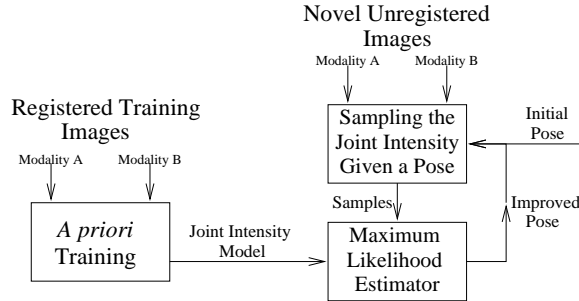 Novel Unregistered
Images
Modality A
Modality B
Registered Training
Images
Modality A
Modality B
Sampling the
Joint Intensity
Given a Pose
Initial
Pose
Samples
Improved
Pose
A priori
Training
Joint Intensity
Model
Maximum
Likelihood
Estimator